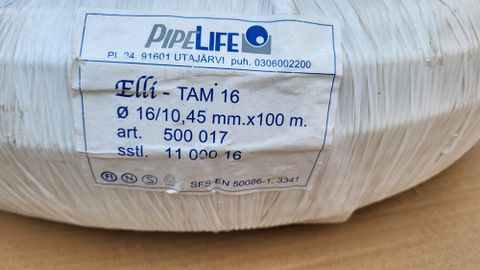 PIPELIFE
PL 24, 91601 UTAJÄRVI puh. 0306002200
Elli - TAM 16
Ø 16/10,45 mm.x100 m.
art. 500 017
sstl. 11 000 16
SFS-EN 50086-1, 3341